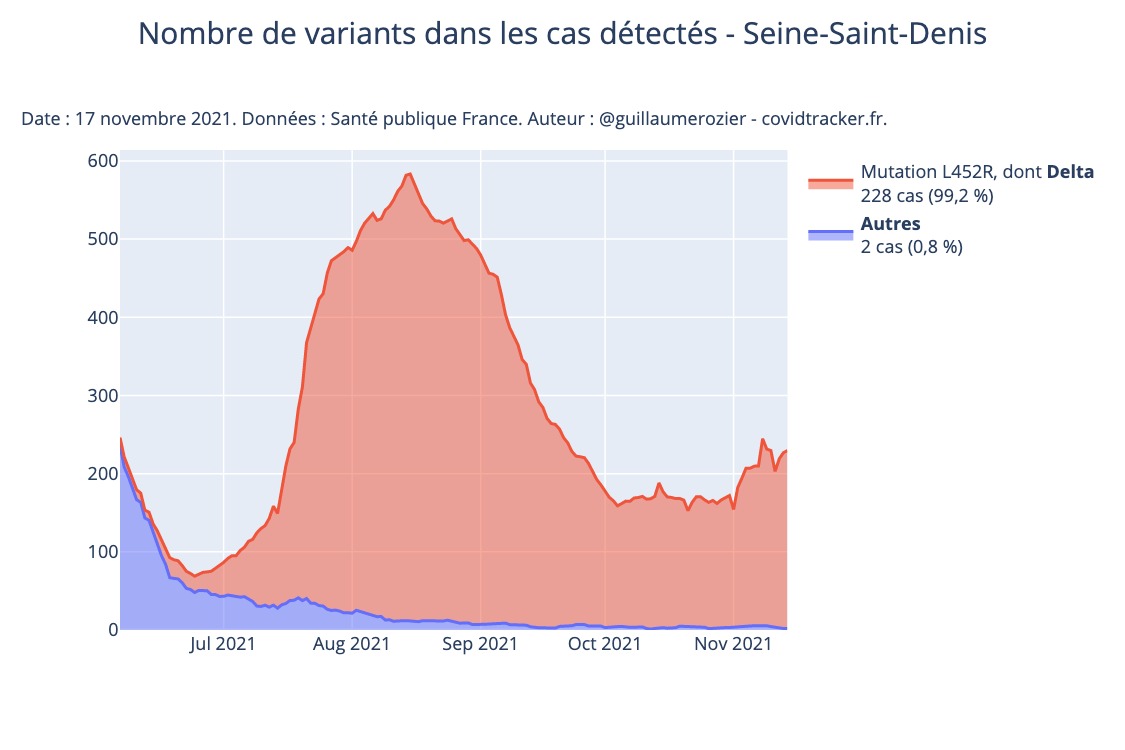 Nombre de variants dans les cas détectés - Seine-Saint-Denis
Date : 17 novembre 2021. Données : Santé publique France. Auteur : @guillaumerozier - covidtracker.fr.
Mutation L452R, dont Delta
228 cas (99,2 %)
Autres
2 cas (0,8 %)
600
500
400
300
200
100
0
Jul 2021
Aug 2021
Sep 2021
Oct 2021
Nov 2021